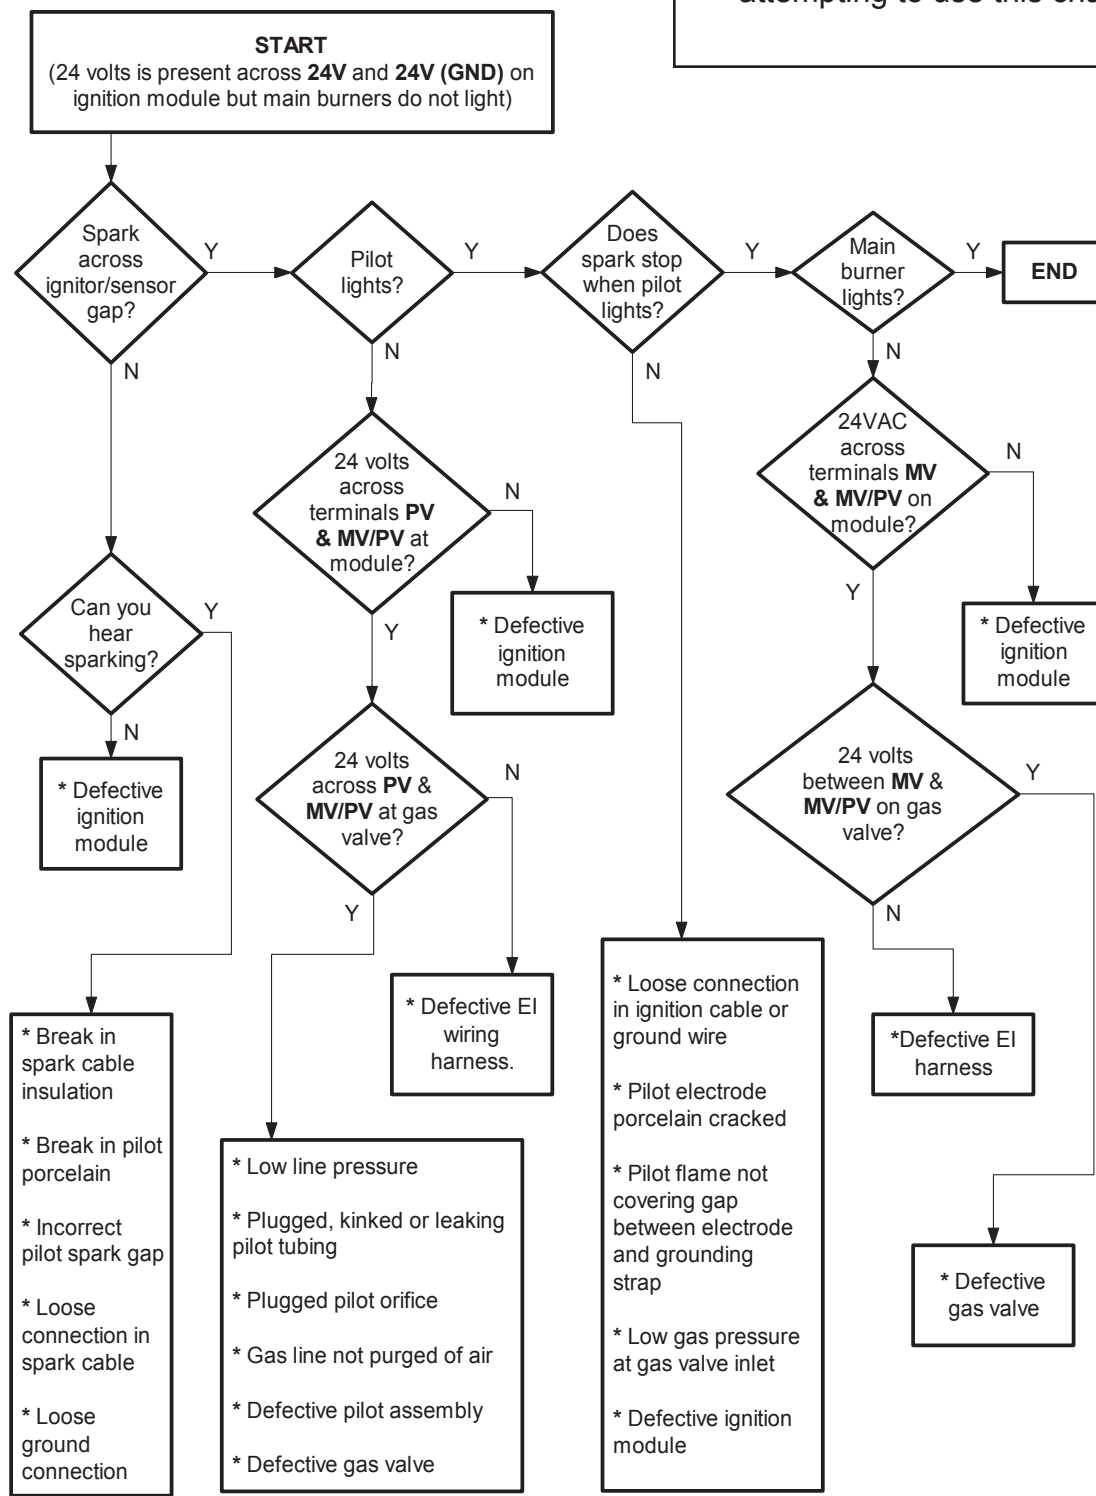 attempting to use this
START
(24 volts is present across 24V and 24V (GND) on
ignition module but main burners do not light)
Spark
across
ignitor/sensor
gap?
Y
N
Pilot
lights?
Y
N
Does
spark stop
when pilot
lights?
Y
N
Main
burner
lights?
Y
N
END
24 volts
across
terminals PV
& MV/PV at
module?
N
Y
24VAC
across
terminals MV
& MV/PV on
module?
N
Y
Can you
hear
sparking?
Y
N
* Defective
ignition
module
* Defective
ignition
module
* Defective
ignition
module
24 volts
across PV &
MV/PV at gas
valve?
N
Y
24 volts
between MV &
MV/PV on gas
valve?
Y
N
* Break in
spark cable
insulation
* Break in pilot
porcelain
* Incorrect
pilot spark gap
* Loose
connection in
spark cable
* Loose
ground
connection
* Low line pressure
* Plugged, kinked or leaking
pilot tubing
* Plugged pilot orifice
* Gas line not purged of air
* Defective pilot assembly
* Defective gas valve
* Defective EI
wiring
harness.
* Loose connection
in ignition cable or
ground wire
* Pilot electrode
porcelain cracked
* Pilot flame not
covering gap
between electrode
and grounding
strap
* Low gas pressure
at gas valve inlet
* Defective ignition
module
*Defective EI
harness
* Defective
gas valve